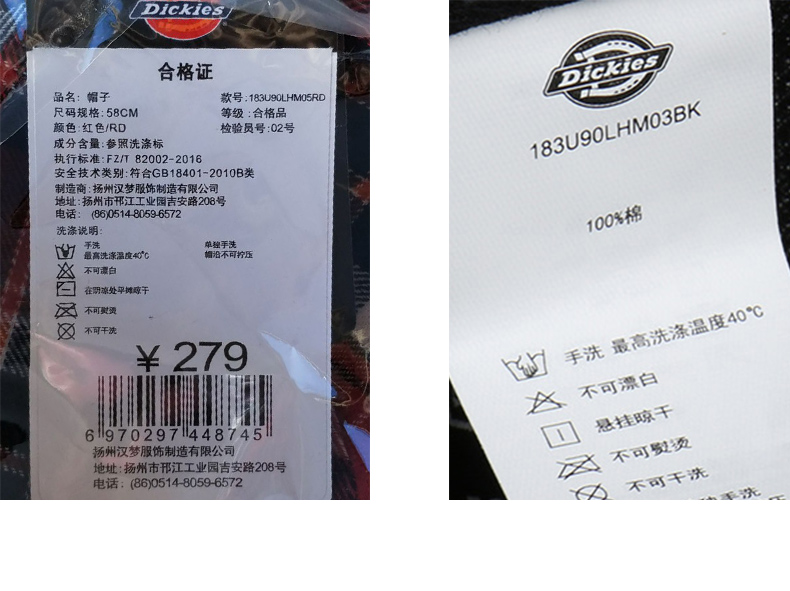 Dickies
合格证
品名: 帽子
款号:183U90LHM05RD
尺码规格:58CM
等级:合格品
颜色:红色/RD
检验员号:02号
成分含量:参照洗涤标
执行标准:FZ/T 82002-2016
安全技术类别:符合GB18401-2010B类
制造商:扬州汉梦服饰制造有限公司
地址:扬州市邗江工业园吉安路208号
电话: (86)0514-8059-6572
洗涤说明:
手洗
最高洗涤温度40℃
单独手洗
帽沿不可拧压
不可漂白
在阴凉处平摊晾干
不可熨烫
不可干洗
¥ 279
6 970297 448745
扬州汉梦服饰制造有限公司
地址:扬州市邗江工业园吉安路208号
电话: (86)0514-8059-6572
Dickies
183U90LHM03BK
100%棉
手洗 最高洗涤温度40℃
不可漂白
悬挂晾干
不可熨烫
不可干洗